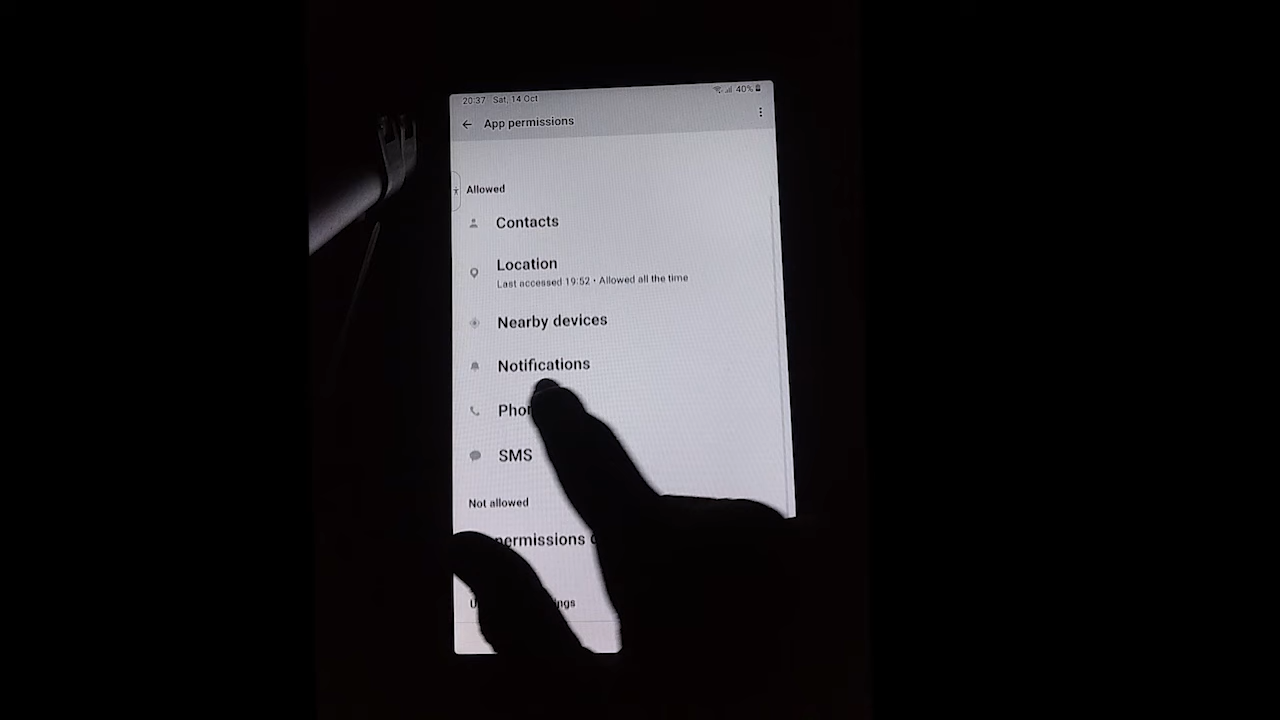 20:37 Sat, 14 Oct 40%
App permissions
Allowed
Contacts
Location
Last accessed 19:52 • Allowed all the time
Nearby devices
Notifications
SMS
Not allowed
permissions